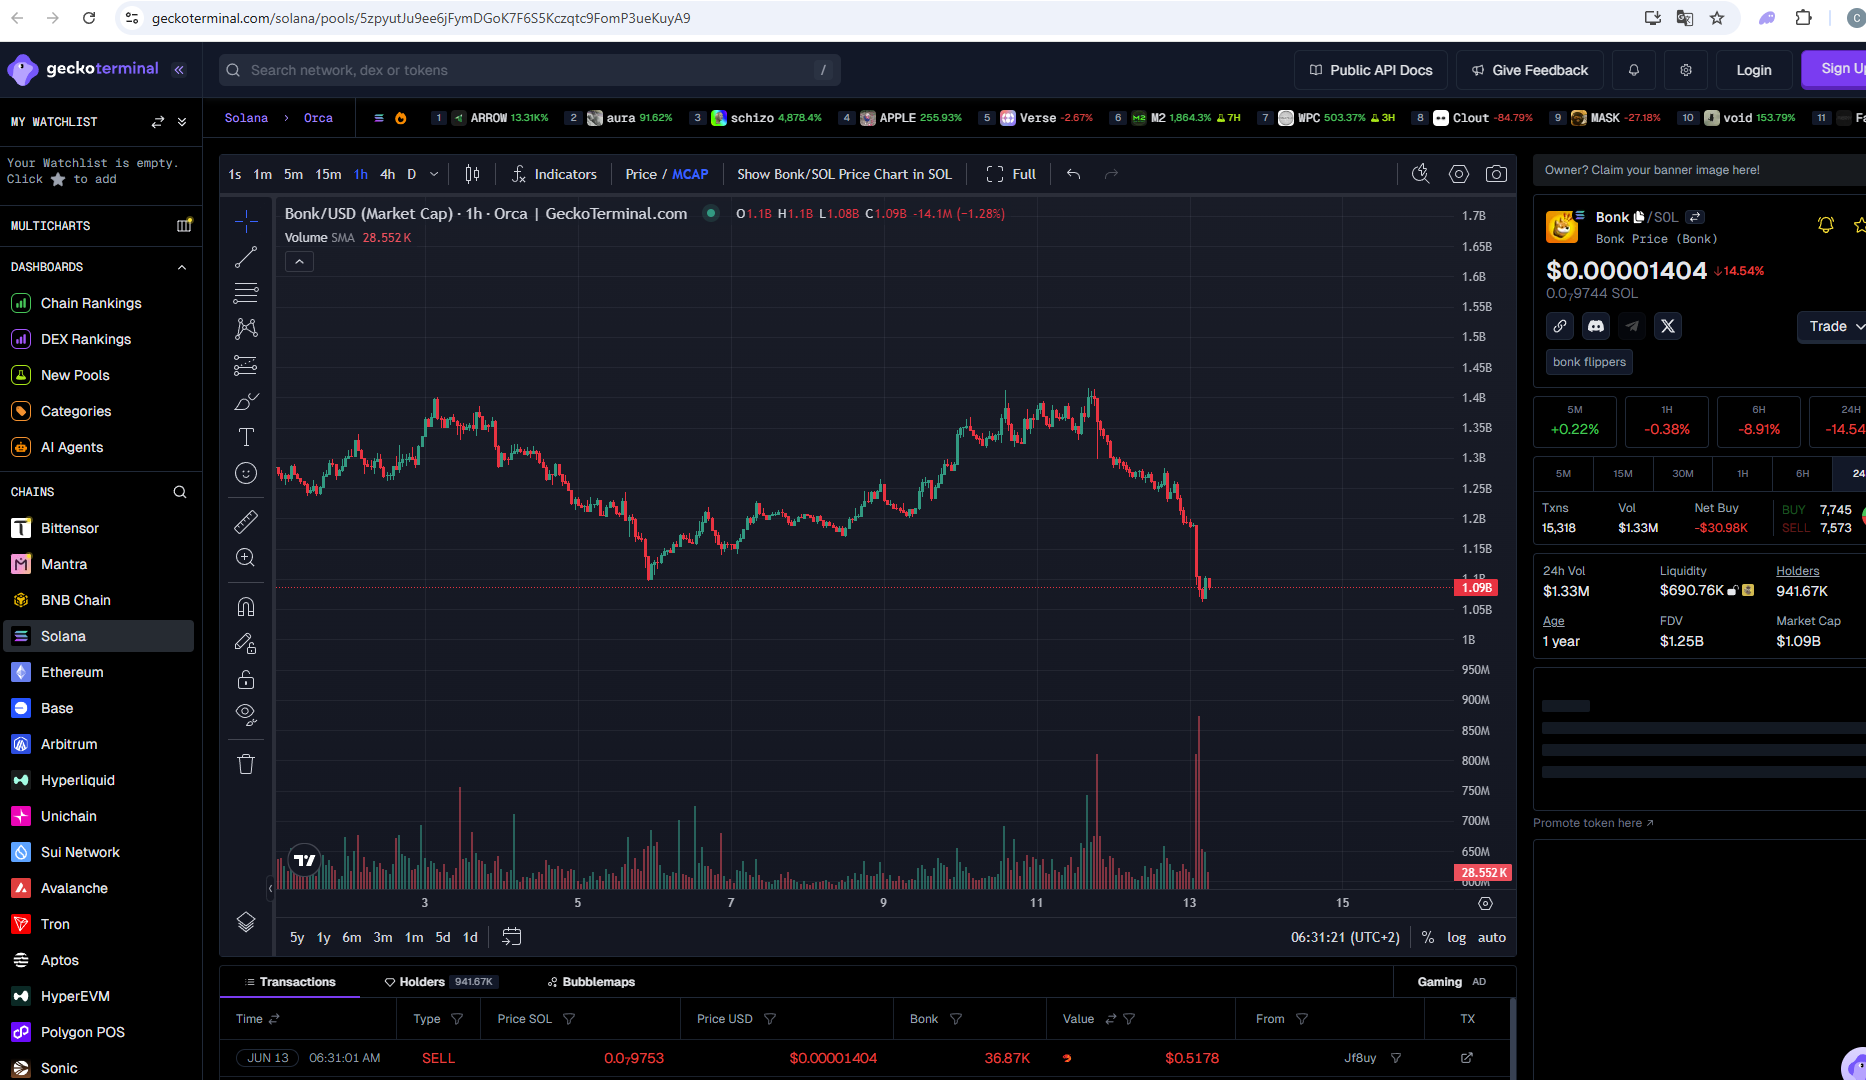 geckoterminal.com/solana/pools/5zpyutJu9ee6jFymDGoK7F6S5Kczqtc9FomP3ueKuyA9
geckoterminal
Search network, dex or tokens /
Public API Docs
Give Feedback
Login
Sign Up
MY WATCHLIST
Your Watchlist is empty.
Click to add
MULTICHARTS
DASHBOARDS
Chain Rankings
DEX Rankings
New Pools
Categories
AI Agents
CHAINS
Bittensor
Mantra
BNB Chain
Solana
Ethereum
Base
Arbitrum
Hyperliquid
Unichain
Sui Network
Avalanche
Tron
Aptos
HyperEVM
Polygon POS
Sonic
Solana > Orca
1 ARROW 13.31K% 2 aura 91.62% 3 schizo 4,878.4% 4 APPLE 255.93% 5 Verse -2.67% 6 M2 M2 1,864.3% 7H 7 WPC 503.37% 3H 8 Clout -84.79% 9 MASK -27.18% 10 void 153.79% 11 Fa
1s 1m 5m 15m 1h 4h D Indicators Price / MCAP Show Bonk/SOL Price Chart in SOL Full
Bonk/USD (Market Cap) · 1h · Orca | GeckoTerminal.com O1.1B H1.1B L1.08B C1.09B -14.1M (−1.28%)
Volume SMA 28.552K
1.7B
1.65B
1.6B
1.55B
1.5B
1.45B
1.4B
1.35B
1.3B
1.25B
1.2B
1.15B
1.1B
1.09B
1.05B
1B
950M
900M
850M
800M
750M
700M
650M
28.552K
600M
3 5 7 9 11 13 15
5y 1y 6m 3m 1m 5d 1d
06:31:21 (UTC+2) % log auto
Transactions
Holders 941.67K
Bubblemaps
Gaming AD
Time Type Price SOL Price USD Bonk Value From TX
JUN 13 06:31:01 AM SELL 0.0₇9753 $0.00001404 36.87K $0.5178 Jf8uy
Owner? Claim your banner image here!
Bonk /SOL
Bonk Price (Bonk)
$0.00001404 ↓14.54%
0.0₇9744 SOL
Trade
bonk flippers
5M 1H 6H 24H
+0.22% -0.38% -8.91% -14.54
5M 15M 30M 1H 6H 24
Txns Vol Net Buy BUY 7,745
15,318 $1.33M -$30.98K SELL 7,573
24h Vol Liquidity Holders
$1.33M $690.76K 941.67K
Age FDV Market Cap
1 year $1.25B $1.09B
Promote token here ↗